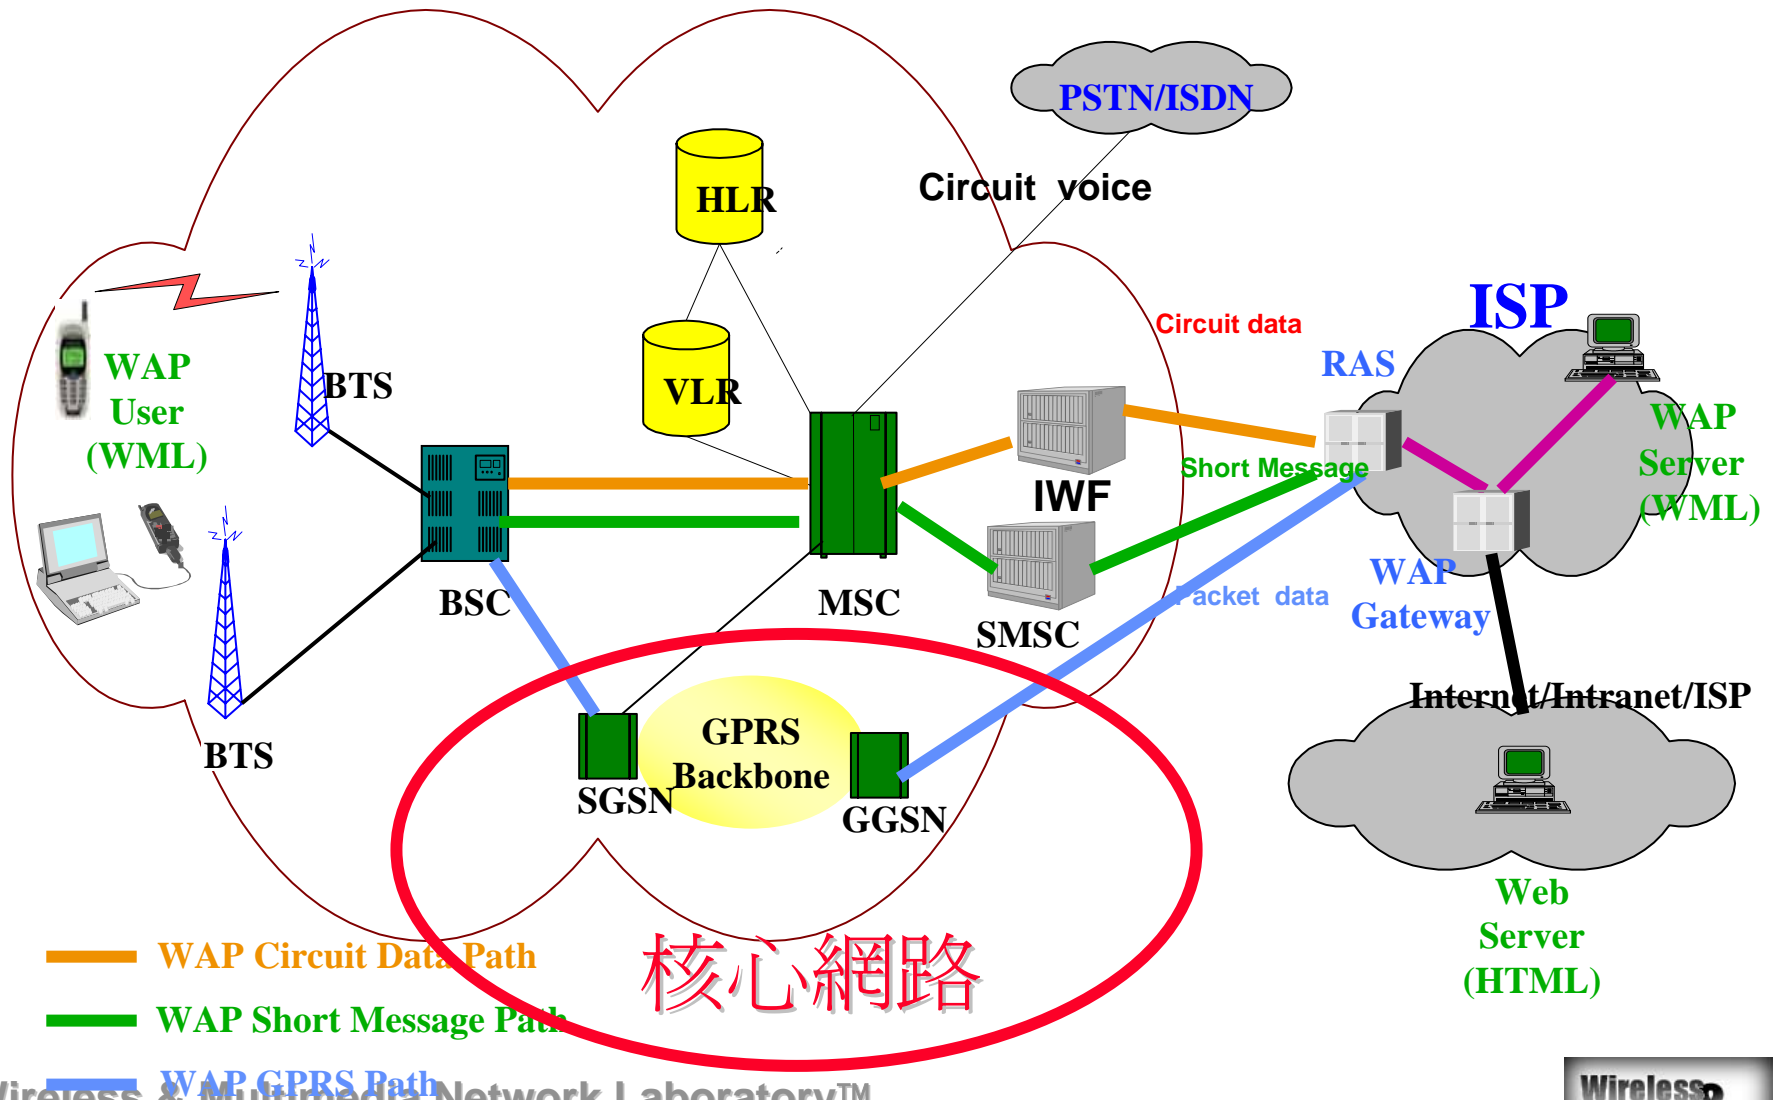 PSTN/ISDN
Circuit voice
HLR
ISP
Circuit data
RAS
WAP
User
(WML)
BTS
VLR
WAP
Server
(WML)
Short Message
IWF
WAP
Gateway
Packet data
BSC
MSC
SMSC
Internet/Intranet/ISP
BTS
GPRS
Backbone
SGSN
GGSN
Web
Server
(HTML)
核心網路
WAP Circuit Data Path
WAP Short Message Path
WAP GPRS Path
Wireless & Multimedia Network Laboratory™
Wireless